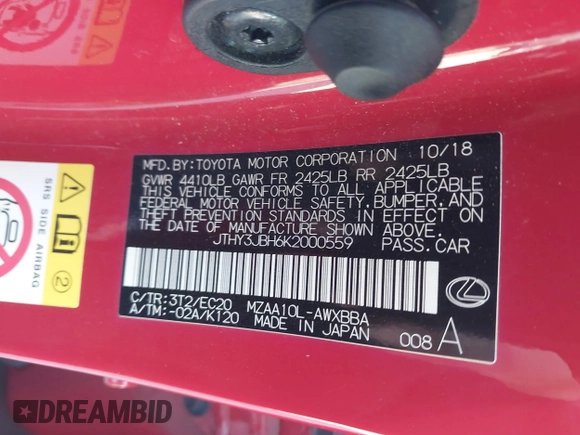 MFD.BY:TOYOTA MOTOR CORPORATION 10/18
GVWR 4410LB GAWR FR 2425LB RR 2425LB
THIS VEHICLE CONFORMS TO ALL APPLICABLE
FEDERAL MOTOR VEHICLE SAFETY, BUMPER, AND
THEFT PREVENTION STANDARDS IN EFFECT ON
THE DATE OF MANUFACTURE SHOWN ABOVE.
JTHY3JBH6K2000559 PASS.CAR
C/TR:3T2/EC20 MZAA10L-AWXBBA
A/TM:-02A/K120 MADE IN JAPAN
008 A
SRS SIDE AIRBAG
2
DREAMBID